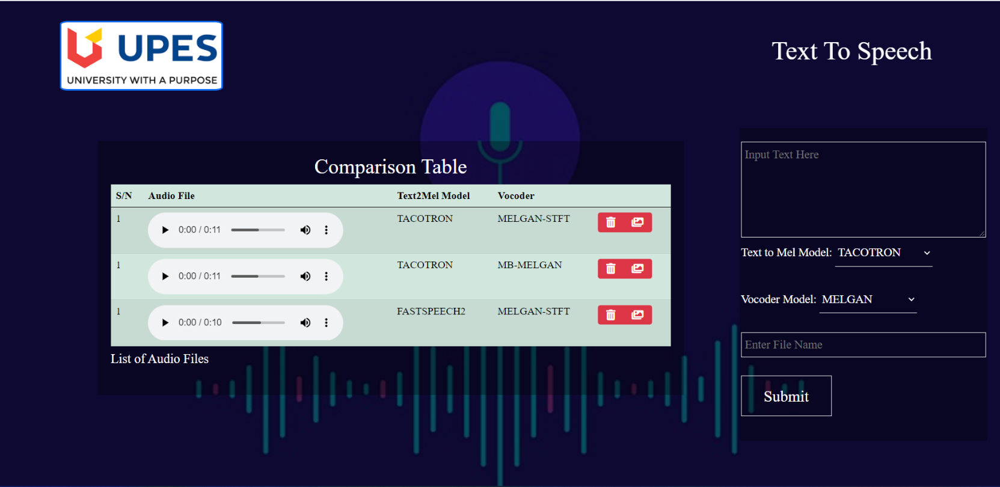 UPES
UNIVERSITY WITH A PURPOSE
Text To Speech
Comparison Table
S/N Audio File Text2Mel Model Vocoder
1 0:00 / 0:11 TACOTRON MELGAN-STFT
1 0:00 / 0:11 TACOTRON MB-MELGAN
1 0:00 / 0:10 FASTSPEECH2 MELGAN-STFT
List of Audio Files
Input Text Here
Text to Mel Model: TACOTRON
Vocoder Model: MELGAN
Enter File Name
Submit